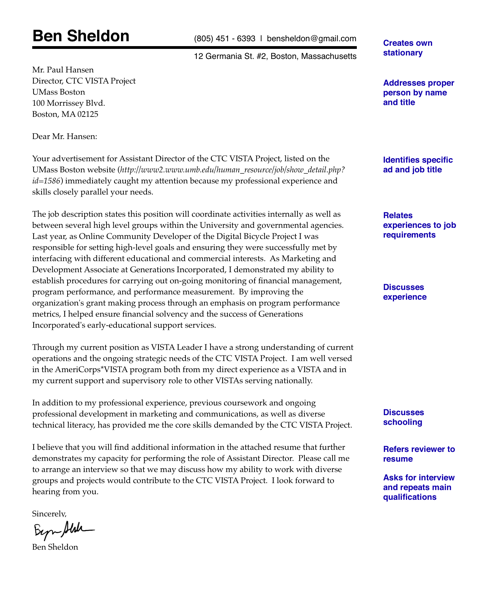 Ben Sheldon
(805) 451 - 6393 | bensheldon@gmail.com
12 Germania St. #2, Boston, Massachusetts
Mr. Paul Hansen
Director, CTC VISTA Project
UMass Boston
100 Morrissey Blvd.
Boston, MA 02125
Dear Mr. Hansen:
Your advertisement for Assistant Director of the CTC VISTA Project, listed on the
UMass Boston website (http://www2.www.umb.edu/human_resource/job/show_detail.php?
id=1586) immediately caught my attention because my professional experience and
skills closely parallel your needs.
The job description states this position will coordinate activities internally as well as
between several high level groups within the University and governmental agencies.
Last year, as Online Community Developer of the Digital Bicycle Project I was
responsible for setting high-level goals and ensuring they were successfully met by
interfacing with different educational and commercial interests. As Marketing and
Development Associate at Generations Incorporated, I demonstrated my ability to
establish procedures for carrying out on-going monitoring of financial management,
program performance, and performance measurement. By improving the
organization's grant making process through an emphasis on program performance
metrics, I helped ensure financial solvency and the success of Generations
Incorporated's early-educational support services.
Through my current position as VISTA Leader I have a strong understanding of current
operations and the ongoing strategic needs of the CTC VISTA Project. I am well versed
in the AmeriCorps*VISTA program both from my direct experience as a VISTA and in
my current support and supervisory role to other VISTAs serving nationally.
In addition to my professional experience, previous coursework and ongoing
professional development in marketing and communications, as well as diverse
technical literacy, has provided me the core skills demanded by the CTC VISTA Project.
I believe that you will find additional information in the attached resume that further
demonstrates my capacity for performing the role of Assistant Director. Please call me
to arrange an interview so that we may discuss how my ability to work with diverse
groups and projects would contribute to the CTC VISTA Project. I look forward to
hearing from you.
Sincerely,
Ben Sheldon
Creates own
stationary
Addresses proper
person by name
and title
Identifies specific
ad and job title
Relates
experiences to job
requirements
Discusses
experience
Discusses
schooling
Refers reviewer to
resume
Asks for interview
and repeats main
qualifications